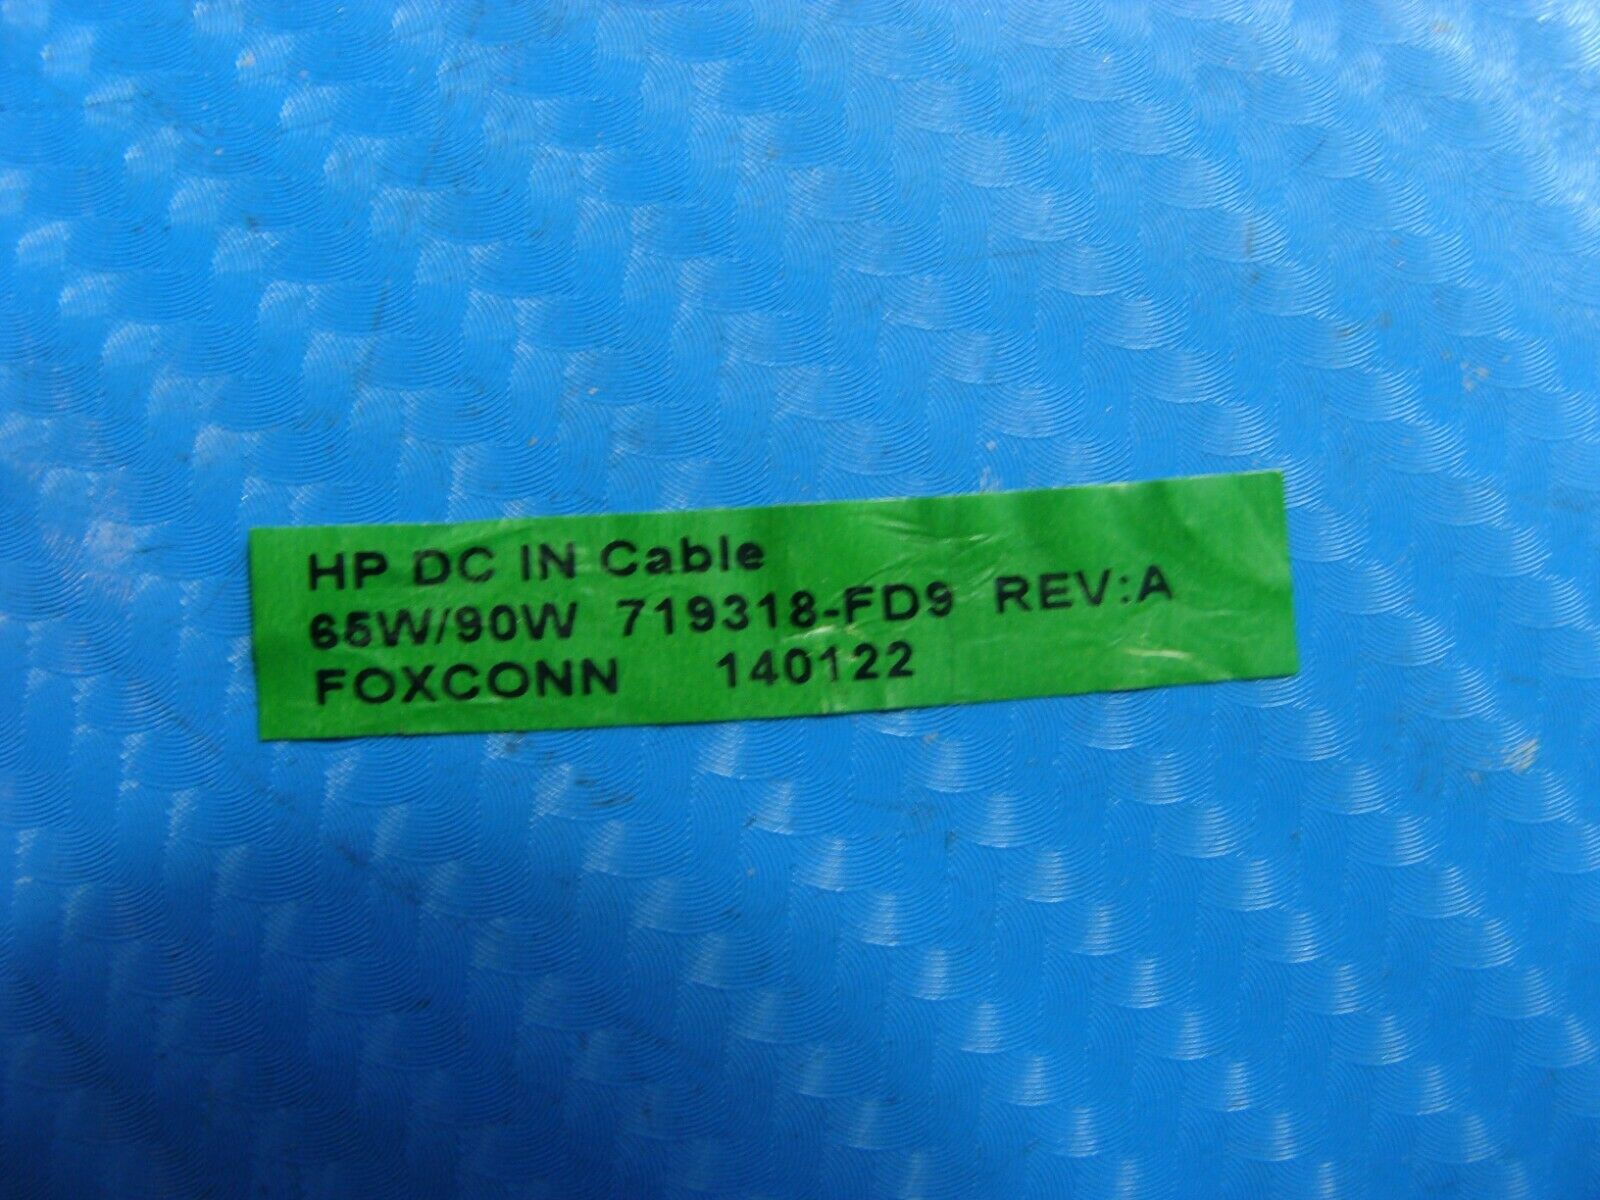 HP DC IN Cable
65W/90W 719318-FD9 REV:A
FOXCONN 140122